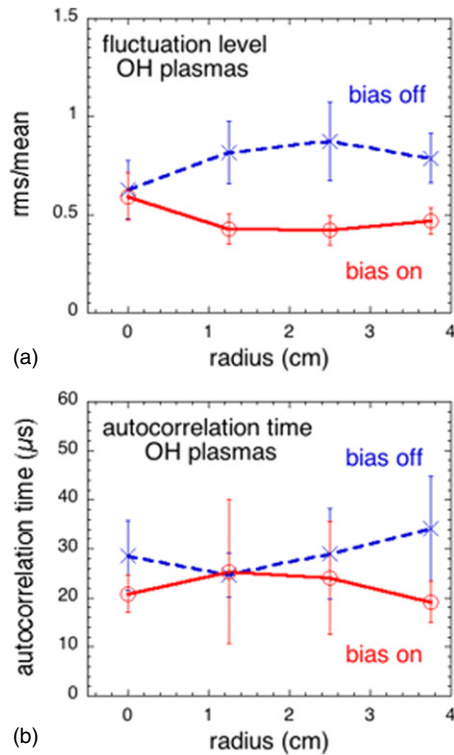 fluctuation level
OH plasmas
bias off
bias on
rms/mean
1.5
1
0.5
0
0 1 2 3 4
radius (cm)
(a)
autocorrelation time
OH plasmas
bias off
bias on
autocorrelation time (μs)
60
50
40
30
20
10
0
0 1 2 3 4
radius (cm)
(b)